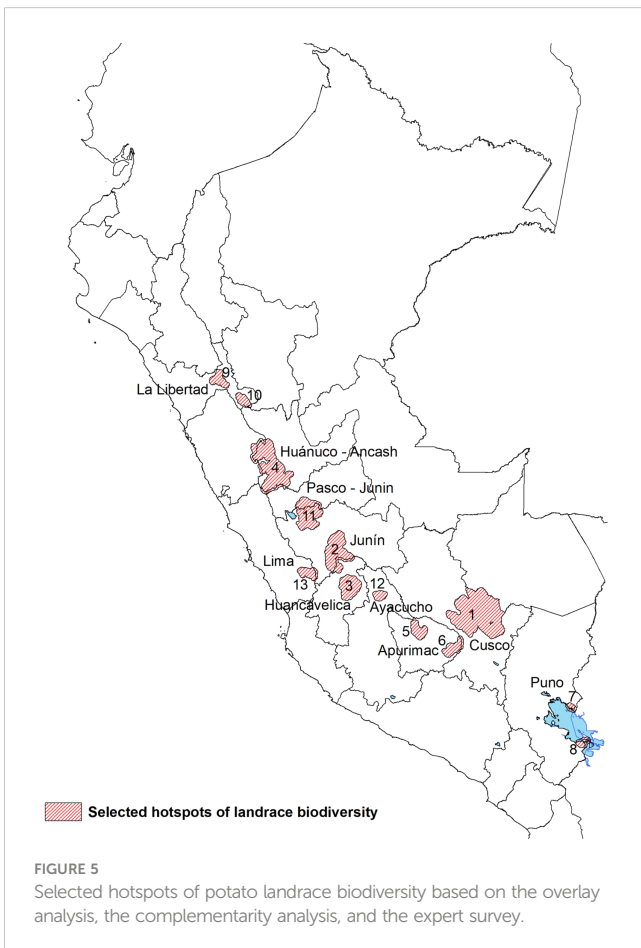 9
La Libertad
10
Huánuco - Ancash
4
Pasco - Junin
11
Junín
2
Lima
13
3
12
Huancavelica
Ayacucho
1
5
6
Apurimac
Cusco
Puno
7
8
Selected hotspots of landrace biodiversity
FIGURE 5
Selected hotspots of potato landrace biodiversity based on the overlay
analysis, the complementarity analysis, and the expert survey.